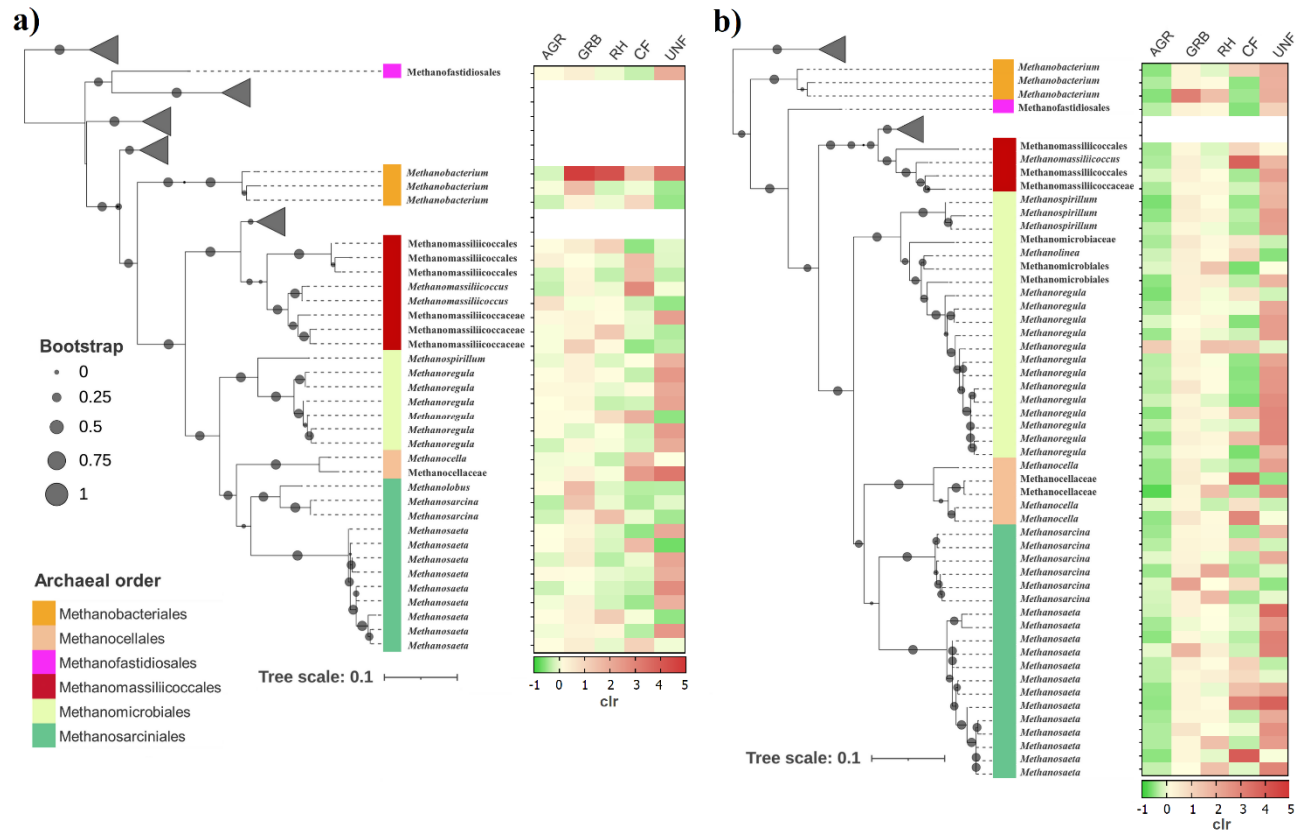 a)
AGR GRB RH CF UNF
Methanofastidiosales
Methanobacterium
Methanobacterium
Methanobacterium
Methanomassiliicoccales
Methanomassiliicoccales
Methanomassiliicoccales
Methanomassiliicoccus
Methanomassiliicoccus
Methanomassiliicoccaceae
Methanomassiliicoccaceae
Methanomassiliicoccaceae
Methanospirillum
Methanoregula
Methanoregula
Methanoregula
Methanoregula
Methanoregula
Methanoregula
Methanocella
Methanocellaceae
Methanolobus
Methanosarcina
Methanosarcina
Methanosaeta
Methanosaeta
Methanosaeta
Methanosaeta
Methanosaeta
Methanosaeta
Methanosaeta
Methanosaeta
Methanosaeta
Bootstrap
0
0.25
0.5
0.75
1
Archaeal order
Methanobacteriales
Methanocellales
Methanofastidiosales
Methanomassiliicoccales
Methanomicrobiales
Methanosarciniales
Tree scale: 0.1
-1 0 1 2 3 4 5
clr
b)
AGR GRB RH CF UNF
Methanobacterium
Methanobacterium
Methanobacterium
Methanofastidiosales
Methanomassiliicoccales
Methanomassiliicoccus
Methanomassiliicoccales
Methanomassiliicoccaceae
Methanospirillum
Methanospirillum
Methanospirillum
Methanomicrobiaceae
Methanolinea
Methanomicrobiales
Methanomicrobiales
Methanoregula
Methanoregula
Methanoregula
Methanoregula
Methanoregula
Methanoregula
Methanoregula
Methanoregula
Methanoregula
Methanoregula
Methanoregula
Methanoregula
Methanoregula
Methanocella
Methanocellaceae
Methanocellaceae
Methanocella
Methanocella
Methanosarcina
Methanosarcina
Methanosarcina
Methanosarcina
Methanosarcina
Methanosarcina
Methanosaeta
Methanosaeta
Methanosaeta
Methanosaeta
Methanosaeta
Methanosaeta
Methanosaeta
Methanosaeta
Methanosaeta
Methanosaeta
Methanosaeta
Methanosaeta
Methanosaeta
Tree scale: 0.1
-1 0 1 2 3 4 5
clr